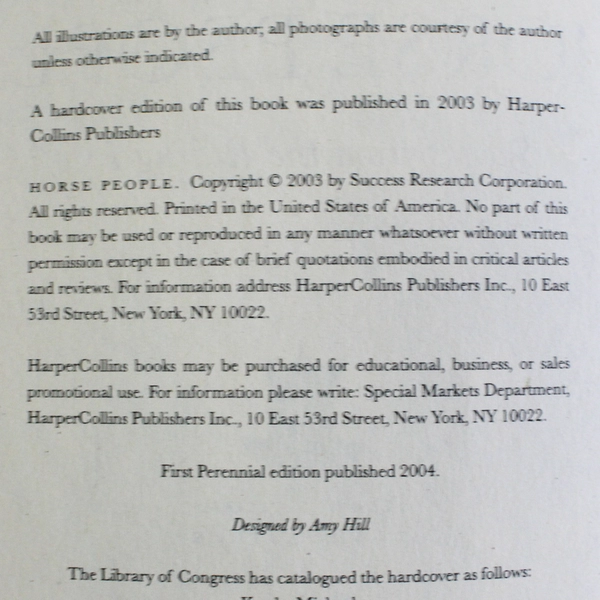 All illustrations are by the author; all photographs are courtesy of the author
unless otherwise indicated.
A hardcover edition of this book was published in 2003 by Harper-
Collins Publishers
HORSE PEOPLE. Copyright © 2003 by Success Research Corporation.
All rights reserved. Printed in the United States of America. No part of this
book may be used or reproduced in any manner whatsoever without written
permission except in the case of brief quotations embodied in critical articles
and reviews. For information address HarperCollins Publishers Inc., 10 East
53rd Street, New York, NY 10022.
HarperCollins books may be purchased for educational, business, or sales
promotional use. For information please write: Special Markets Department,
HarperCollins Publishers Inc., 10 East 53rd Street, New York, NY 10022.
First Perennial edition published 2004.
Designed by Amy Hill
The Library of Congress has catalogued the hardcover as follows: